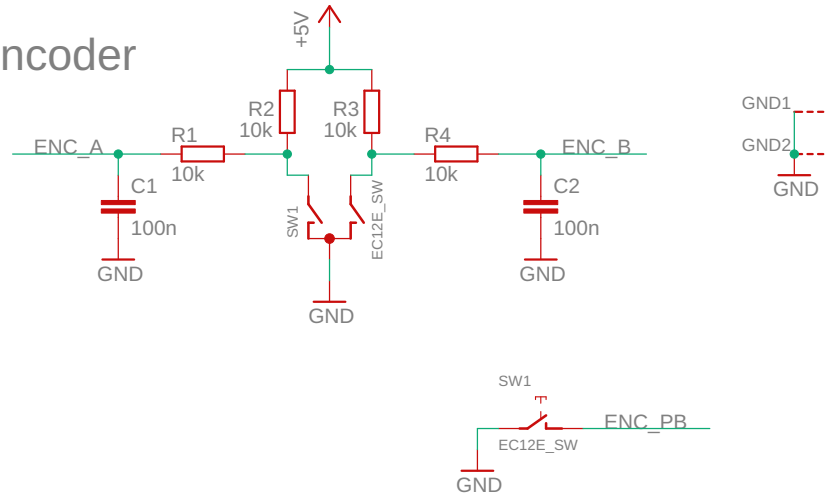 ncoder
+5V
GND1
R2
R3
10k
10k
ENC_A
R1
R4
ENC_B
GND2
10k
10k
C1
C2
GND
SW1
EC12E_SW
100n
100n
GND
GND
GND
SW1
ENC_PB
EC12E_SW
GND